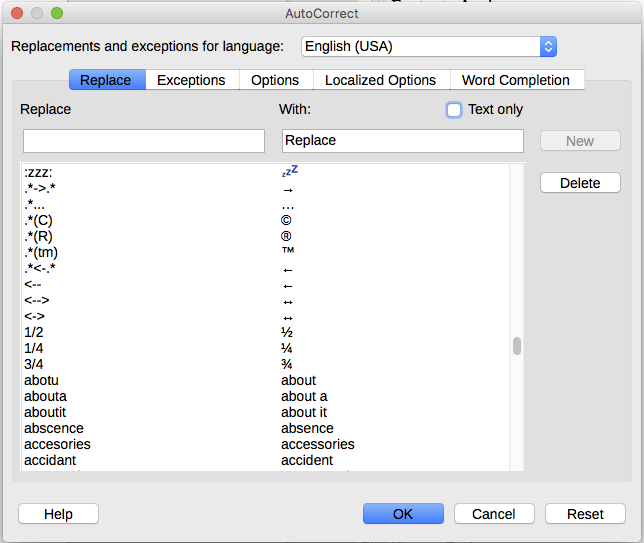 AutoCorrect
Replacements and exceptions for language: English (USA)
Replace Exceptions Options Localized Options Word Completion
Replace With: Text only
Replace New
Delete
:zzz: zzZ
.*->.* →
.*... …
.*(C) ©
.*(R) ®
.*(tm) ™
.*<-.* ←
<-- ←
<--> ↔
<-> ↔
1/2 ½
1/4 ¼
3/4 ¾
abotu about
abouta about a
aboutit about it
abscence absence
accesories accessories
accidant accident
Help OK Cancel Reset